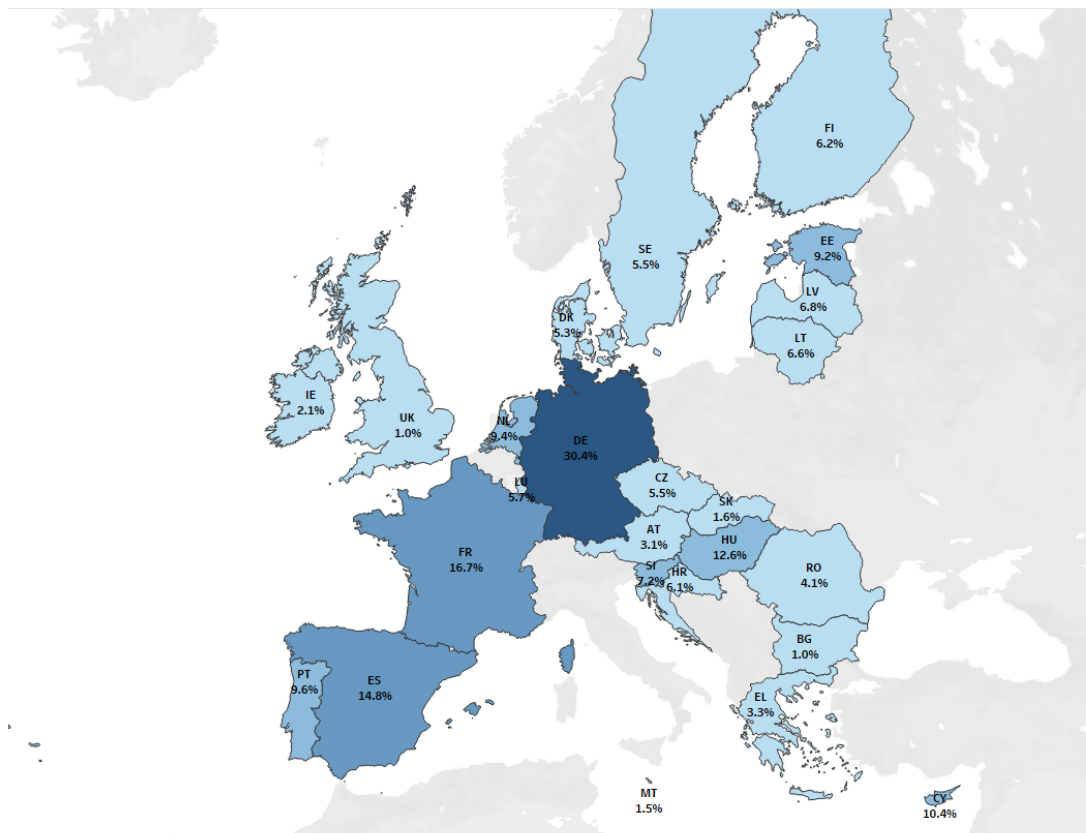 FI
6.2%
EE
9.2%
SE
5.5%
LV
6.8%
DK
5.3%
LT
6.6%
IE
2.1%
UK
1.0%
NL
9.4%
DE
30.4%
LU
5.7%
CZ
5.5%
SK
1.6%
AT
3.1%
HU
12.6%
FR
16.7%
SI
7.2%
HR
6.1%
RO
4.1%
BG
1.0%
PT
9.6%
ES
14.8%
EL
3.3%
MT
1.5%
CY
10.4%